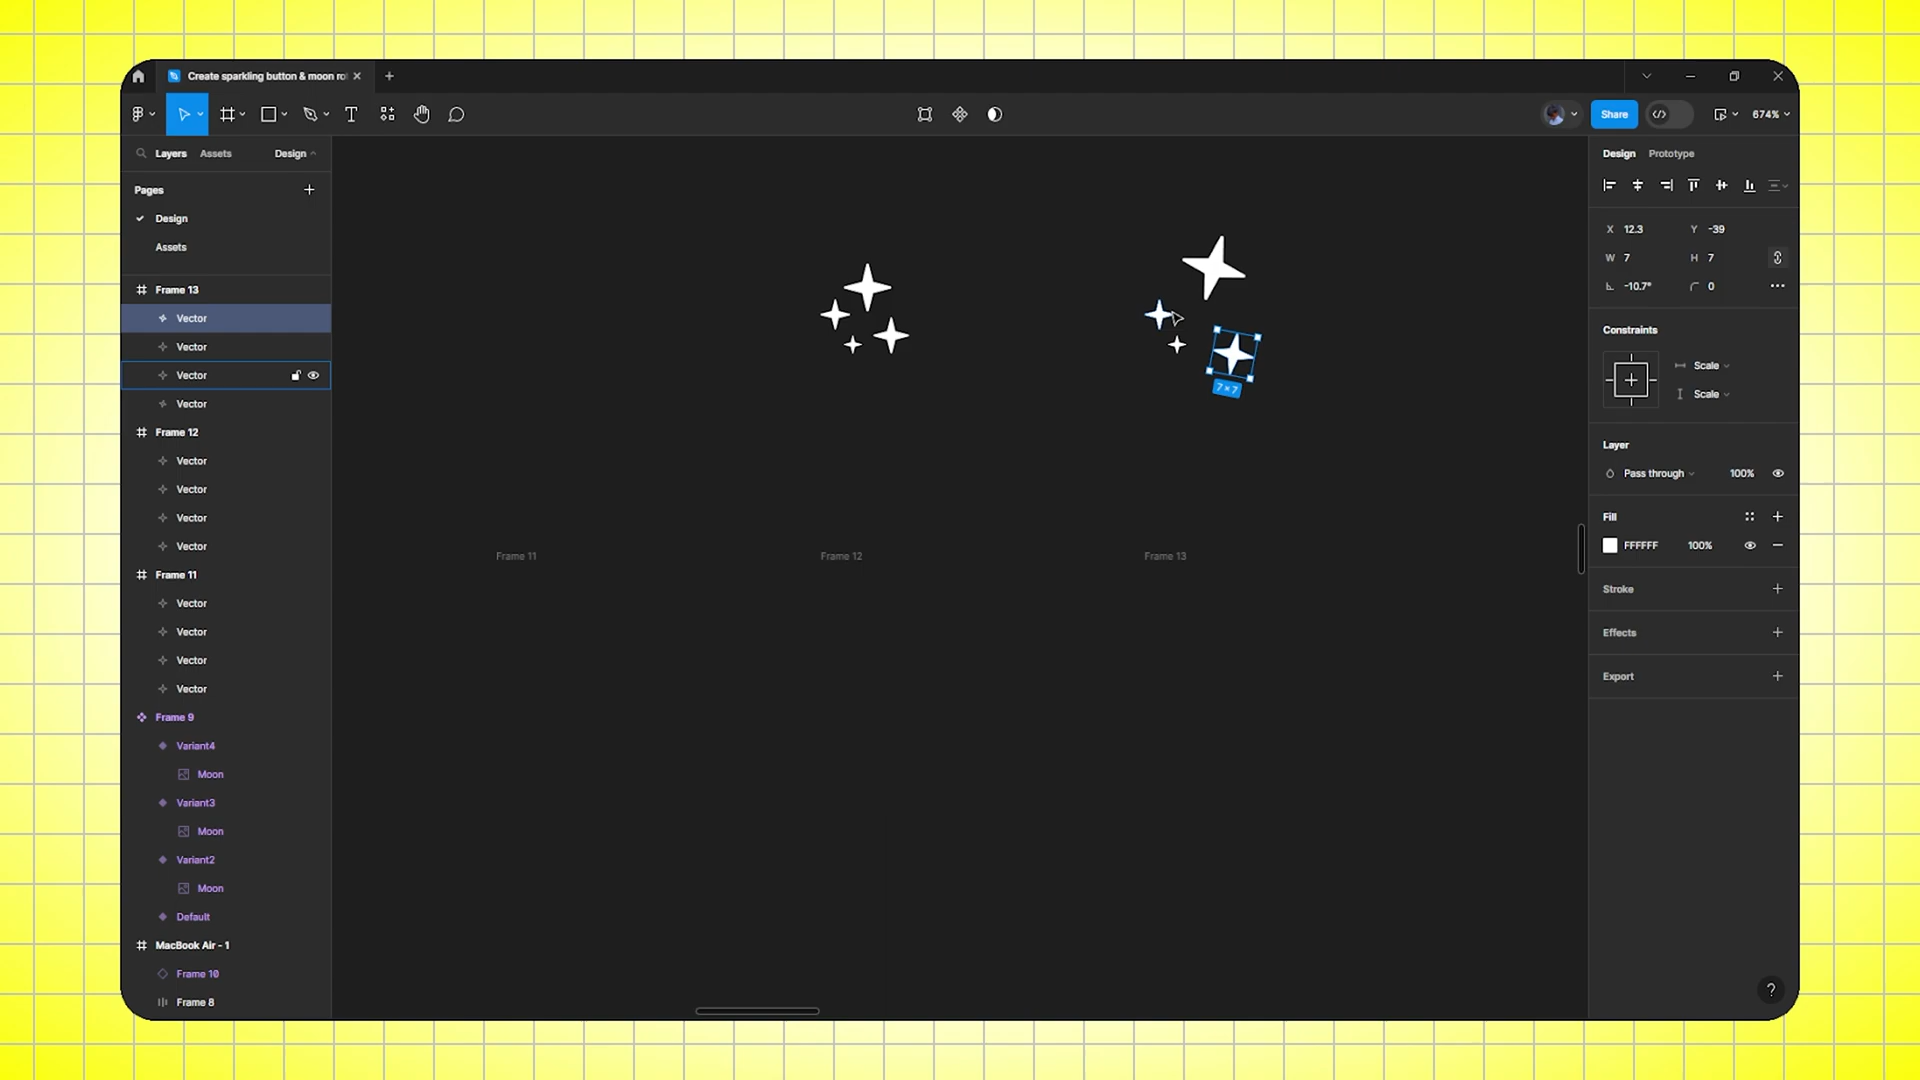 Create sparkling button & moon ro
Share
674%
Layers
Assets
Design
Pages
Design
Assets
Frame 13
Vector
Vector
Vector
Vector
Frame 12
Vector
Vector
Vector
Vector
Frame 11
Vector
Vector
Vector
Vector
Frame 9
Variant4
Moon
Variant3
Moon
Variant2
Moon
Default
MacBook Air - 1
Frame 10
Frame 8
7 × 7
Frame 11
Frame 12
Frame 13
Design
Prototype
X 12.3 Y -39
W 7 H 7
-10.7° 0
Constraints
Scale
Scale
Layer
Pass through 100%
Fill
FFFFFF 100%
Stroke
Effects
Export
?